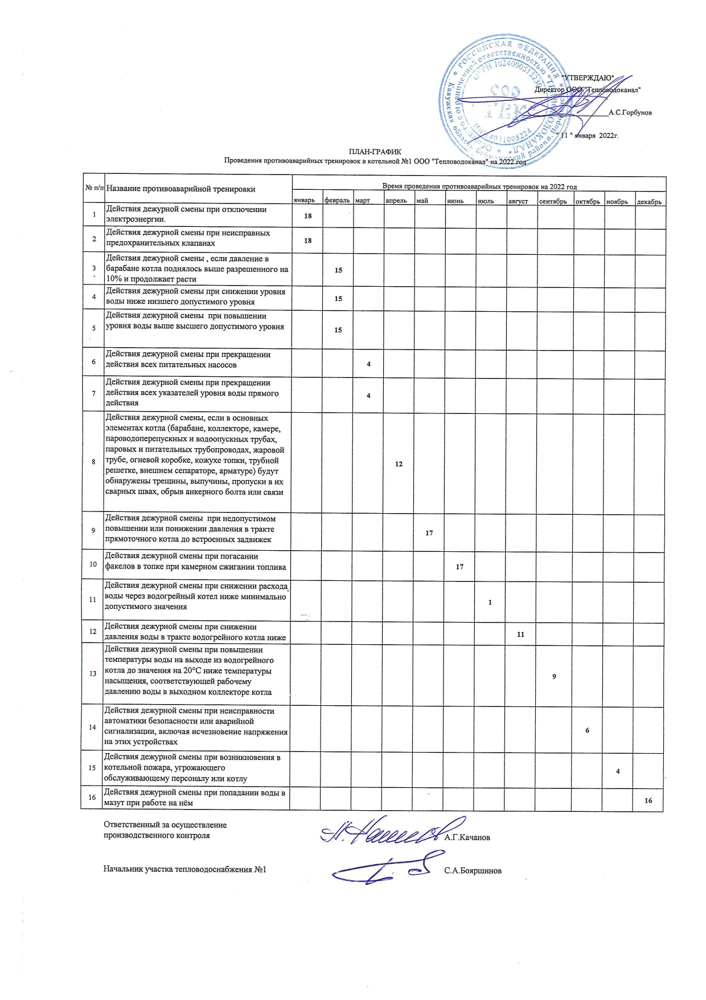 РОССИЙСКАЯ ФЕДЕРАЦИЯ
ОГРН 1024000515230
ООО
ТВК
ИНН 4001005224
"УТВЕРЖДАЮ"
Директор ООО "Тепловодоканал"
А.С.Горбунов
" 11 " января 2022г.
ПЛАН-ГРАФИК
Проведения противоаварийных тренировок в котельной №1 ООО "Тепловодоканал" на 2022 год
№ п/п Название противоаварийной тренировки
Время проведения противоаварийных тренировок на 2022 год
январь февраль март апрель май июнь июль август сентябрь октябрь ноябрь декабрь
1 Действия дежурной смены при отключении
электроэнергии.
18
2 Действия дежурной смены при неисправных
предохранительных клапанах
18
3 Действия дежурной смены , если давление в
барабане котла поднялось выше разрешенного на
10% и продолжает расти
15
4 Действия дежурной смены при снижении уровня
воды ниже низшего допустимого уровня
15
5 Действия дежурной смены при повышении
уровня воды выше высшего допустимого уровня
15
6 Действия дежурной смены при прекращении
действия всех питательных насосов
4
7 Действия дежурной смены при прекращении
действия всех указателей уровня воды прямого
действия
4
8 Действия дежурной смены, если в основных
элементах котла (барабане, коллекторе, камере,
пароводоперепускных и водоопускных трубах,
паровых и питательных трубопроводах, жаровой
трубе, огневой коробке, кожухе топки, трубной
решетке, внешнем сепараторе, арматуре) будут
обнаружены трещины, выпучины, пропуски в их
сварных швах, обрыв анкерного болта или связи
12
9 Действия дежурной смены при недопустимом
повышении или понижении давления в тракте
прямоточного котла до встроенных задвижек
17
10 Действия дежурной смены при погасании
факелов в топке при камерном сжигании топлива
17
11 Действия дежурной смены при снижении расхода
воды через водогрейный котел ниже минимально
допустимого значения
1
12 Действия дежурной смены при снижении
давления воды в тракте водогрейного котла ниже
11
13 Действия дежурной смены при повышении
температуры воды на выходе из водогрейного
котла до значения на 20°С ниже температуры
насыщения, соответствующей рабочему
давлению воды в выходном коллекторе котла
9
14 Действия дежурной смены при неисправности
автоматики безопасности или аварийной
сигнализации, включая исчезновение напряжения
на этих устройствах
6
15 Действия дежурной смены при возникновения в
котельной пожара, угрожающего
обслуживающему персоналу или котлу
4
16 Действия дежурной смены при попадании воды в
мазут при работе на нём
16
Ответственный за осуществление
производственного контроля
А.Г.Качанов
Начальник участка тепловодоснабжения №1
С.А.Бояршинов